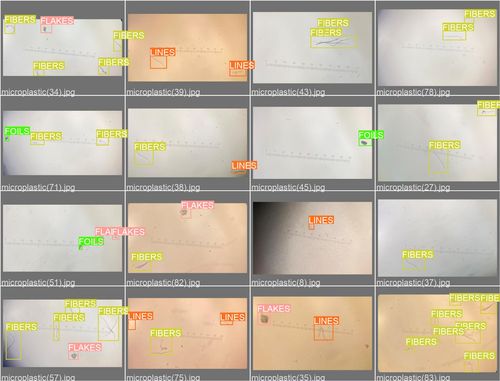 FIBERS FLAKES
FIBERS
FIBERS FIBERS
microplastic(34).jpg
LINES
LINES
microplastic(39).jpg
FIBERS
FIBERS
microplastic(43).jpg
FIBERS
FIBERS
microplastic(78).jpg
FOILS FIBERS FIBERS
microplastic(71).jpg
FIBERS
LINES
microplastic(38).jpg
FOILS
microplastic(45).jpg
FIBERS
FIBERS
microplastic(27).jpg
FLAKES
FOILS
microplastic(51).jpg
FLAKES
FIBERS
microplastic(82).jpg
LINES
microplastic(8).jpg
FIBERS
microplastic(37).jpg
FIBERS
FIBERS FIBERS
FIBERS
FLAKES
microplastic(57).jpg
LINES LINES
FIBERS
microplastic(75).jpg
FLAKES
LINES
microplastic(35).jpg
FIBERS
FIBERS
FIBERS
FIBERS
microplastic(83).jpg